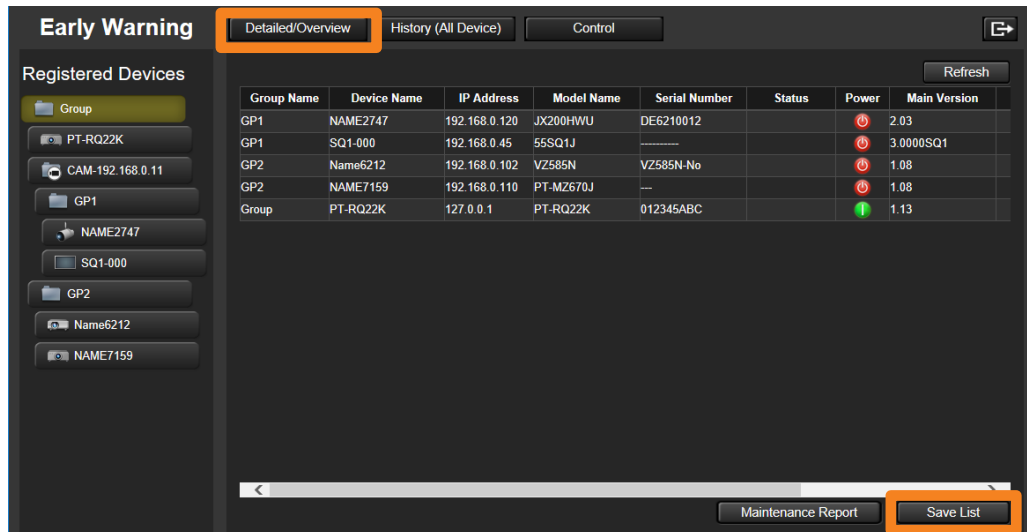 Early Warning
Detailed/Overview
History (All Device)
Control
Registered Devices
Group
PT-RQ22K
CAM-192.168.0.11
GP1
NAME2747
SQ1-000
GP2
Name6212
NAME7159
Refresh
Group Name Device Name IP Address Model Name Serial Number Status Power Main Version
GP1 NAME2747 192.168.0.120 JX200HWU DE6210012 2.03
GP1 SQ1-000 192.168.0.45 55SQ1J ---------- 3.0000SQ1
GP2 Name6212 192.168.0.102 VZ585N VZ585N-No 1.08
GP2 NAME7159 192.168.0.110 PT-MZ670J --- 1.08
Group PT-RQ22K 127.0.0.1 PT-RQ22K 012345ABC 1.13
Maintenance Report
Save List